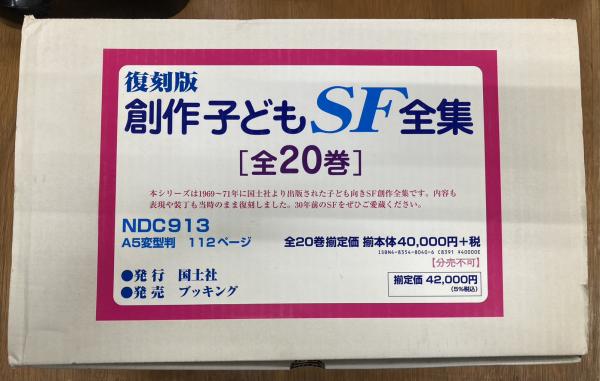 復刻版
創作子どもSF全集
[全20巻]
本シリーズは1969〜71年に国土社より出版された子ども向きSF創作全集です。内容も
表現や装丁も当時のまま復刻しました。30年前のSFをぜひご愛蔵ください。
NDC913
A5変型判 112ページ
全20巻揃定価 揃本体40,000円+税
ISBN4-8354-8040-6 C8391 ¥40000E
【分売不可】
●発行 国土社
●発売 ブッキング
揃定価 42,000円
(5%税込)